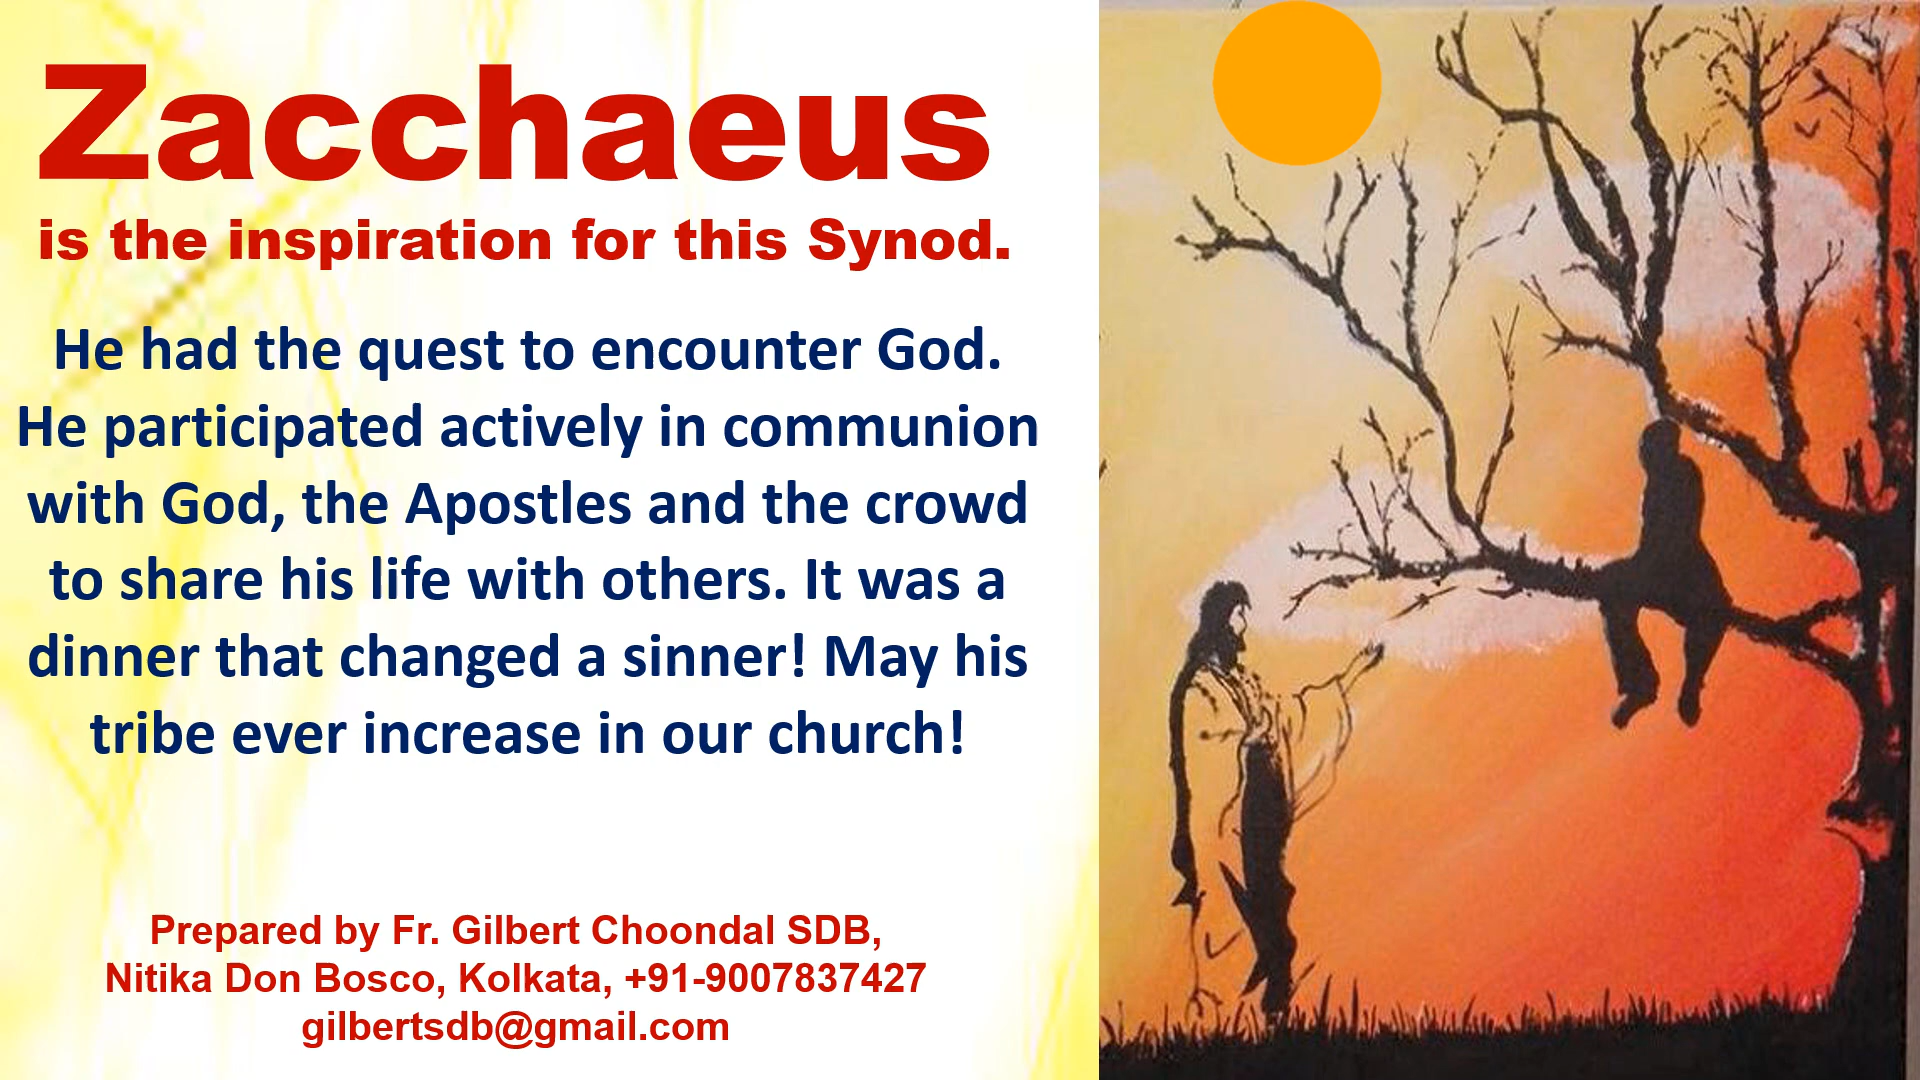 Zacchaeus
is the inspiration for this Synod.
He had the quest to encounter God.
He participated actively in communion
with God, the Apostles and the crowd
to share his life with others. It was a
dinner that changed a sinner! May his
tribe ever increase in our church!
Prepared by Fr. Gilbert Choondal SDB,
Nitika Don Bosco, Kolkata, +91-9007837427
gilbertsdb@gmail.com